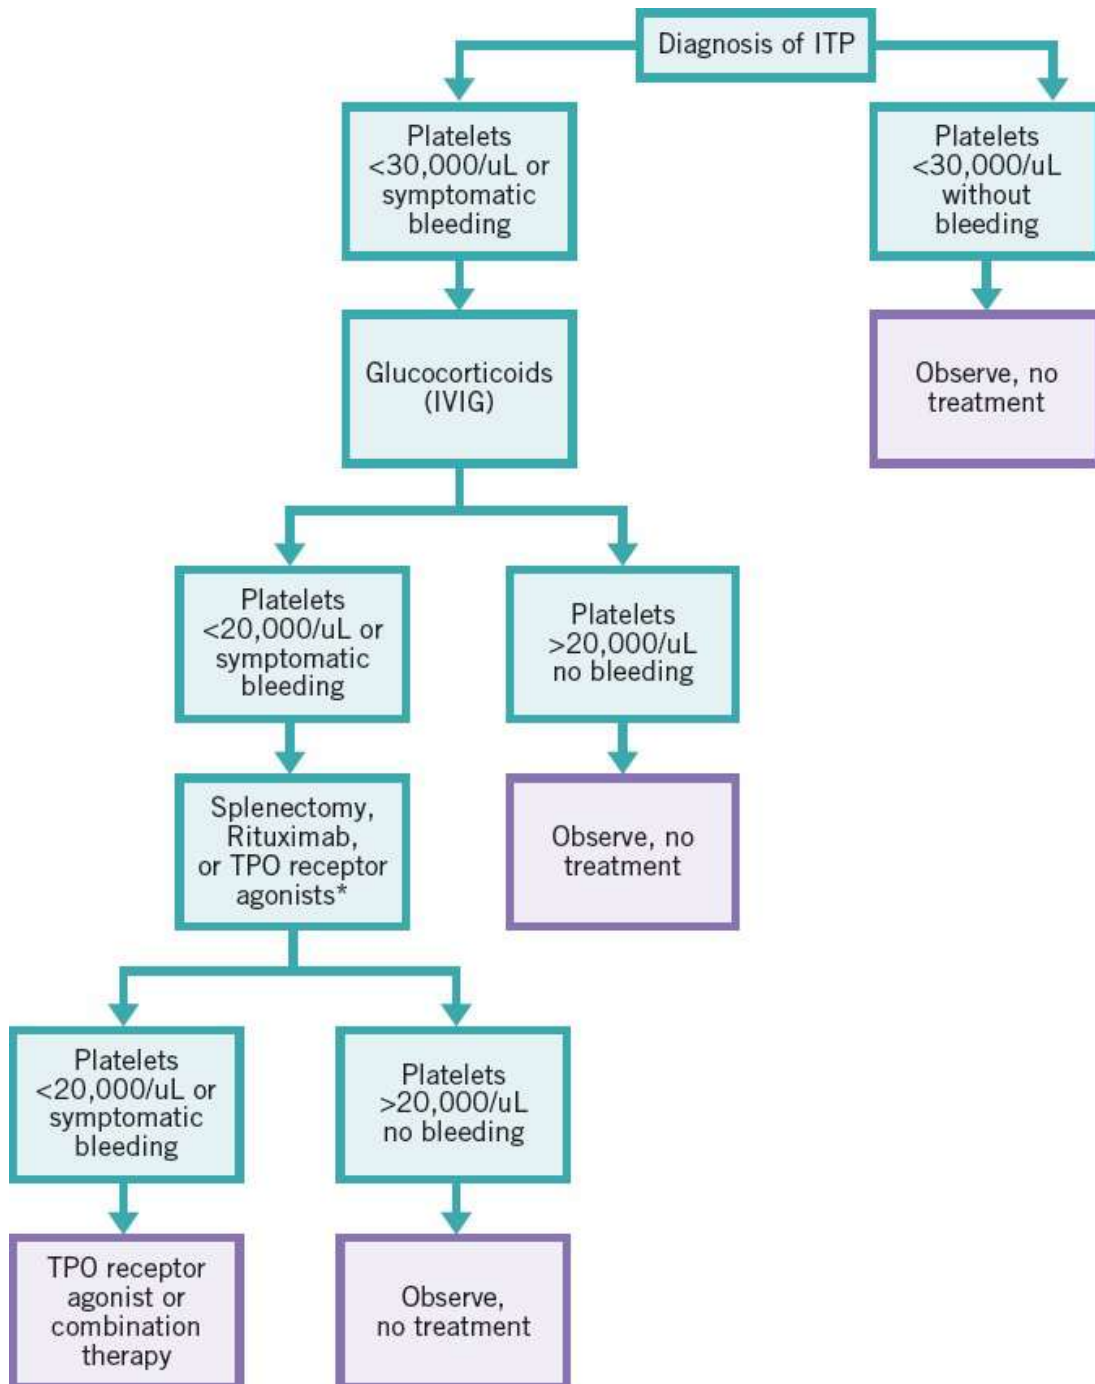 Diagnosis of ITP
Platelets
<30,000/uL or
symptomatic
bleeding
Platelets
<30,000/uL
without
bleeding
Glucocorticoids
(IVIG)
Observe, no
treatment
Platelets
<20,000/uL or
symptomatic
bleeding
Platelets
>20,000/uL
no bleeding
Splenectomy,
Rituximab,
or TPO receptor
agonists*
Observe, no
treatment
Platelets
<20,000/uL or
symptomatic
bleeding
Platelets
>20,000/uL
no bleeding
TPO receptor
agonist or
combination
therapy
Observe,
no treatment